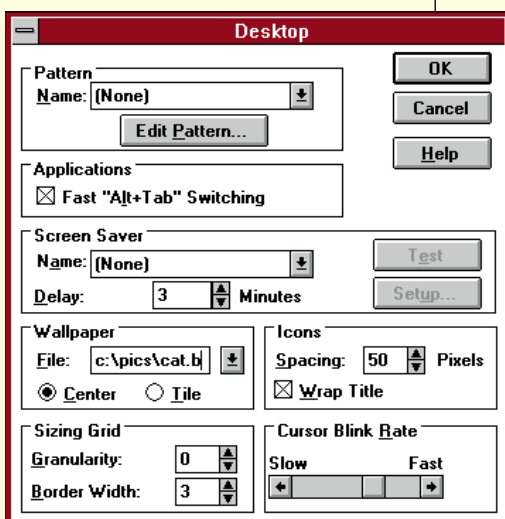 Desktop
Pattern
Name: (None)
Edit Pattern...
OK
Cancel
Help
Applications
Fast "Alt+Tab" Switching
Screen Saver
Name: (None)
Delay: 3 Minutes
Test
Setup...
Wallpaper
File: c:\pics\cat.b
Center Tile
Icons
Spacing: 50 Pixels
Wrap Title
Sizing Grid
Granularity: 0
Border Width: 3
Cursor Blink Rate
Slow Fast